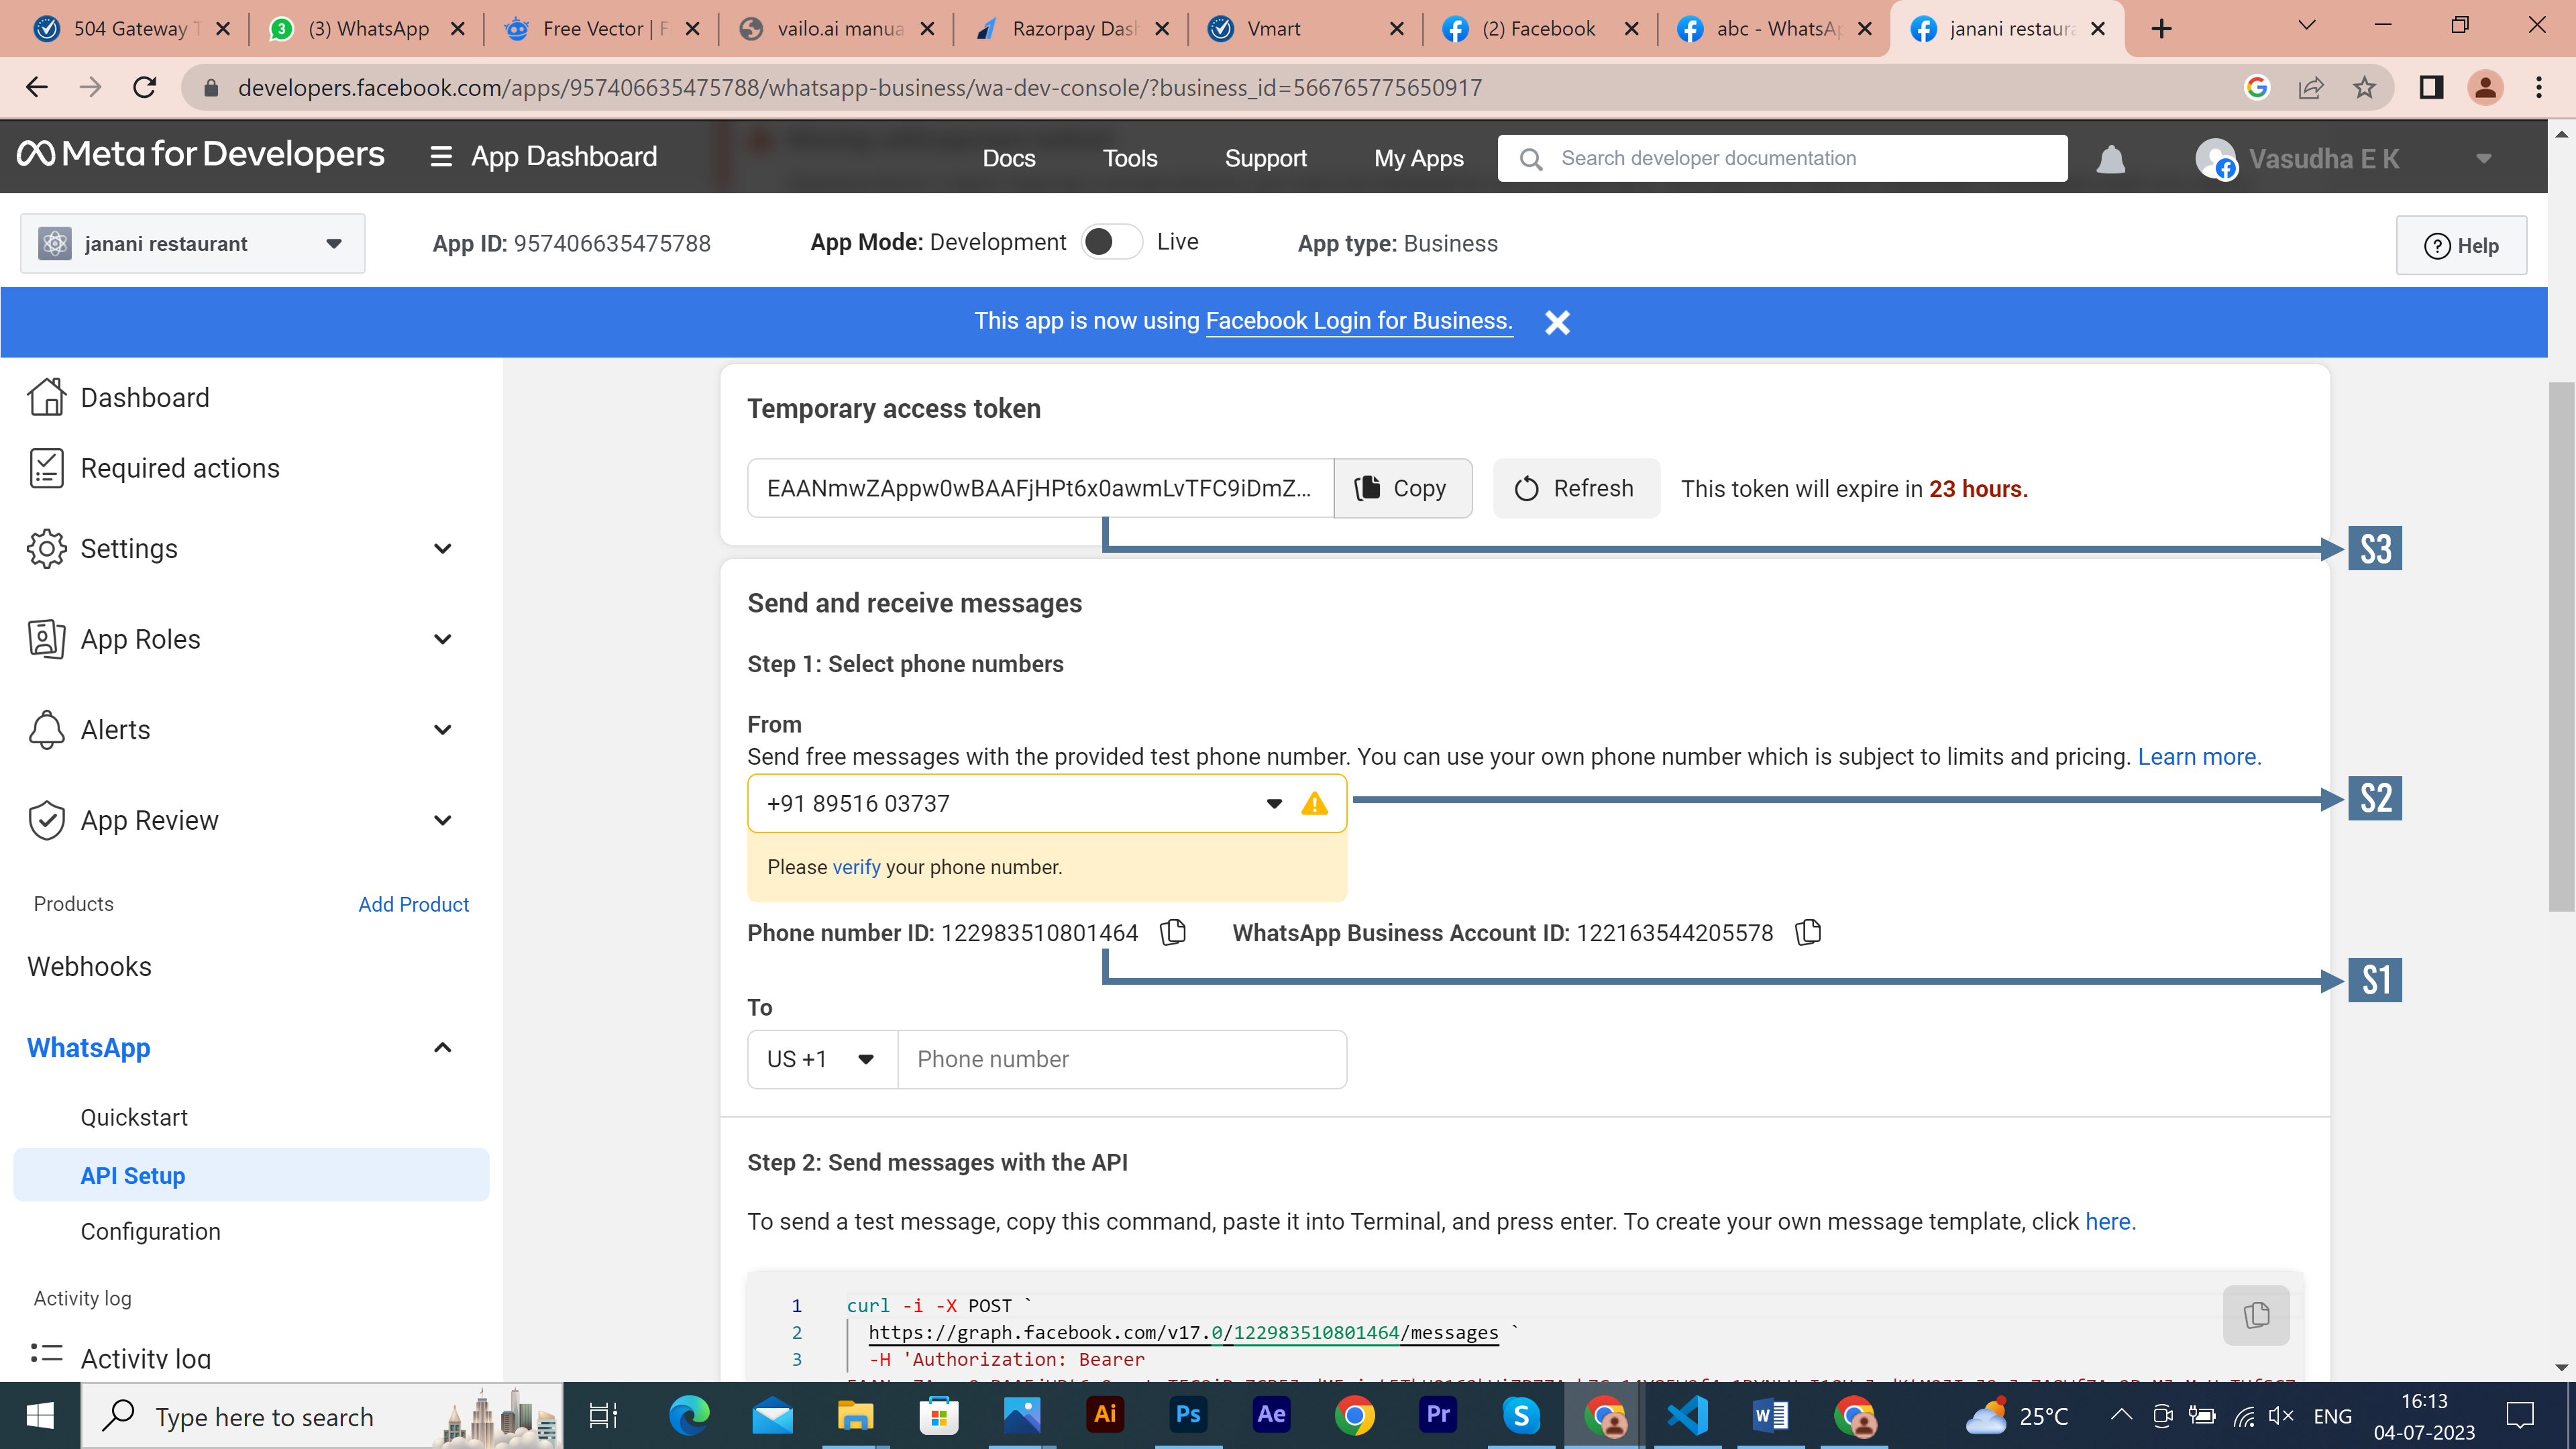 504 Gateway T
(3) WhatsApp
Free Vector | F
vailo.ai manua
Razorpay Dash
Vmart
(2) Facebook
abc - WhatsAp
janani restaura
developers.facebook.com/apps/957406635475788/whatsapp-business/wa-dev-console/?business_id=566765775650917
Meta for Developers
App Dashboard
Docs
Tools
Support
My Apps
Search developer documentation
Vasudha E K
janani restaurant
App ID: 957406635475788
App Mode: Development
Live
App type: Business
Help
This app is now using Facebook Login for Business.
Dashboard
Required actions
Settings
App Roles
Alerts
App Review
Products
Add Product
Webhooks
WhatsApp
Quickstart
API Setup
Configuration
Activity log
Activity log
Temporary access token
EAANmwZAppw0wBAAFjHPt6x0awmLvTFC9iDmZ...
Copy
Refresh
This token will expire in 23 hours.
S3
Send and receive messages
Step 1: Select phone numbers
From
Send free messages with the provided test phone number. You can use your own phone number which is subject to limits and pricing. Learn more.
+91 89516 03737
S2
Please verify your phone number.
Phone number ID: 122983510801464
WhatsApp Business Account ID: 122163544205578
S1
To
US +1
Phone number
Step 2: Send messages with the API
To send a test message, copy this command, paste it into Terminal, and press enter. To create your own message template, click here.
1 curl -i -X POST `
2 https://graph.facebook.com/v17.0/122983510801464/messages `
3 -H 'Authorization: Bearer
Type here to search
Ai
Ps
Ae
Pr
25°C
ENG
16:13
04-07-2023